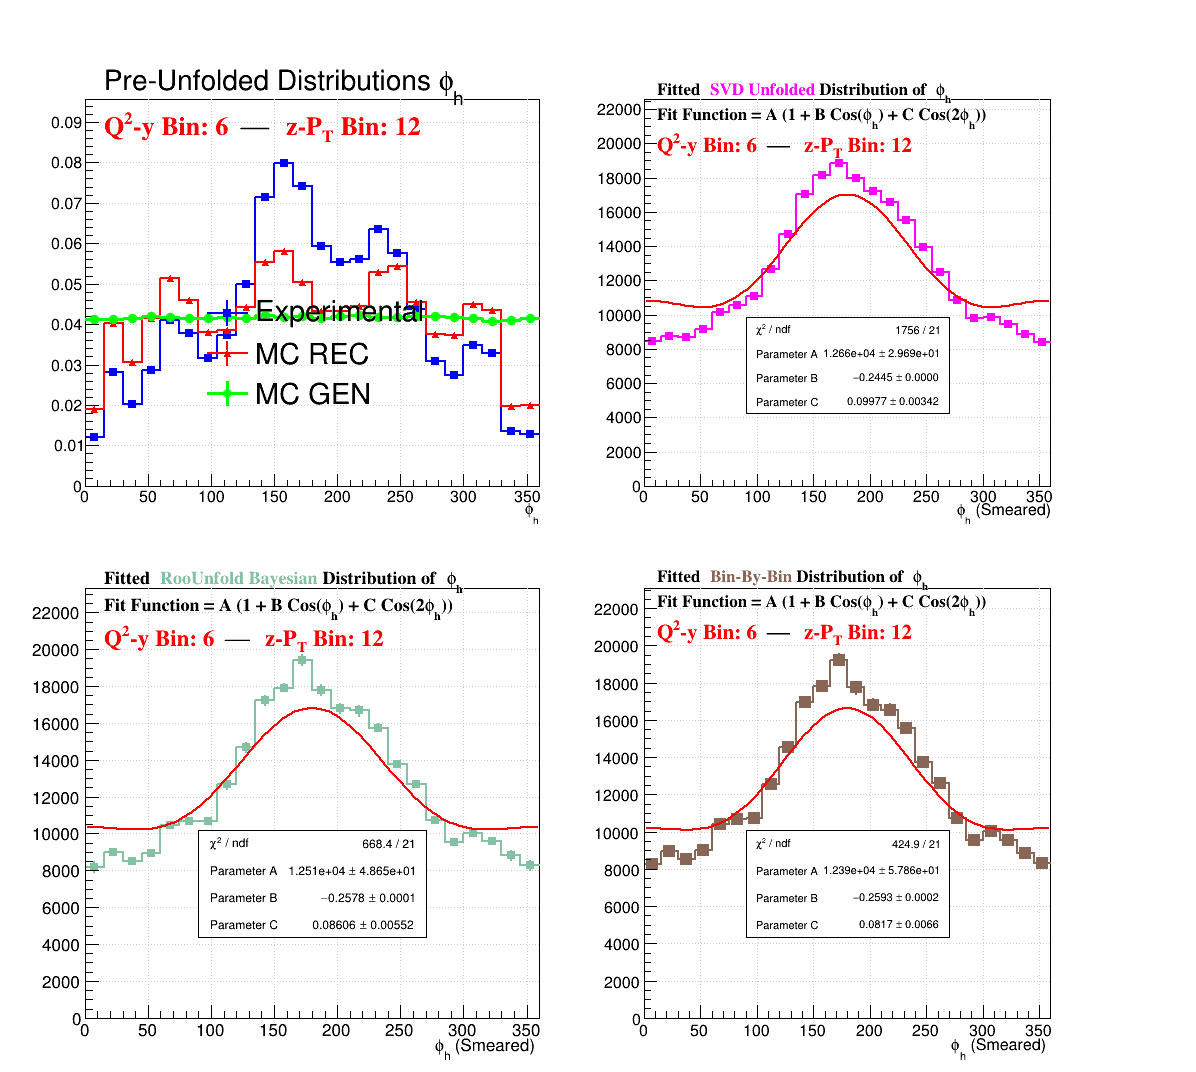 Pre-Unfolded Distributions ϕh
Q²-y Bin: 6 — z-PT Bin: 12
0.09
0.08
0.07
0.06
0.05
0.04
0.03
0.02
0.01
0
Experimental
MC REC
MC GEN
0 50 100 150 200 250 300 350
ϕh
Fitted SVD Unfolded Distribution of ϕh
Fit Function = A (1 + B Cos(ϕh) + C Cos(2ϕh))
Q²-y Bin: 6 — z-PT Bin: 12
22000
20000
18000
16000
14000
12000
10000
8000
6000
4000
2000
0
χ² / ndf 1756 / 21
Parameter A 1.266e+04 ± 2.969e+01
Parameter B −0.2445 ± 0.0000
Parameter C 0.09977 ± 0.00342
0 50 100 150 200 250 300 350
ϕh (Smeared)
Fitted RooUnfold Bayesian Distribution of ϕh
Fit Function = A (1 + B Cos(ϕh) + C Cos(2ϕh))
Q²-y Bin: 6 — z-PT Bin: 12
22000
20000
18000
16000
14000
12000
10000
8000
6000
4000
2000
0
χ² / ndf 668.4 / 21
Parameter A 1.251e+04 ± 4.865e+01
Parameter B −0.2578 ± 0.0001
Parameter C 0.08606 ± 0.00552
0 50 100 150 200 250 300 350
ϕh (Smeared)
Fitted Bin-By-Bin Distribution of ϕh
Fit Function = A (1 + B Cos(ϕh) + C Cos(2ϕh))
Q²-y Bin: 6 — z-PT Bin: 12
22000
20000
18000
16000
14000
12000
10000
8000
6000
4000
2000
0
χ² / ndf 424.9 / 21
Parameter A 1.239e+04 ± 5.786e+01
Parameter B −0.2593 ± 0.0002
Parameter C 0.0817 ± 0.0066
0 50 100 150 200 250 300 350
ϕh (Smeared)